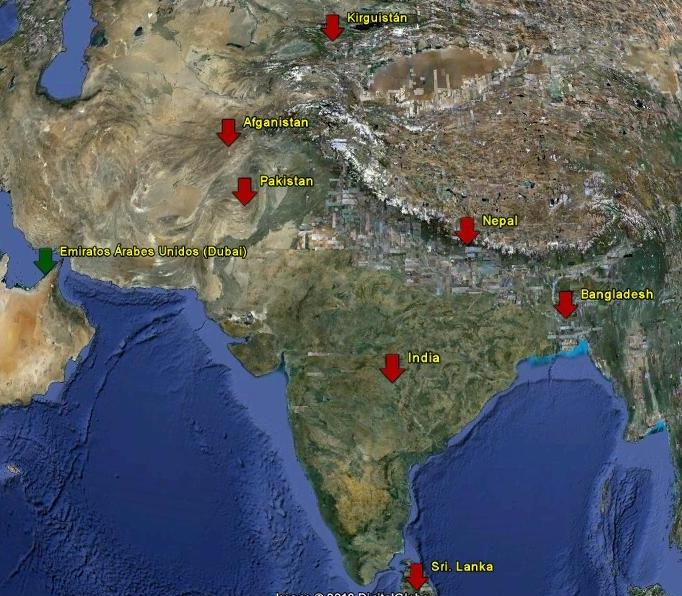 Kirguistán
Afganistan
Pakistan
Nepal
Emiratos Árabes Unidos (Dubai)
Bangladesh
India
Sri. Lanka